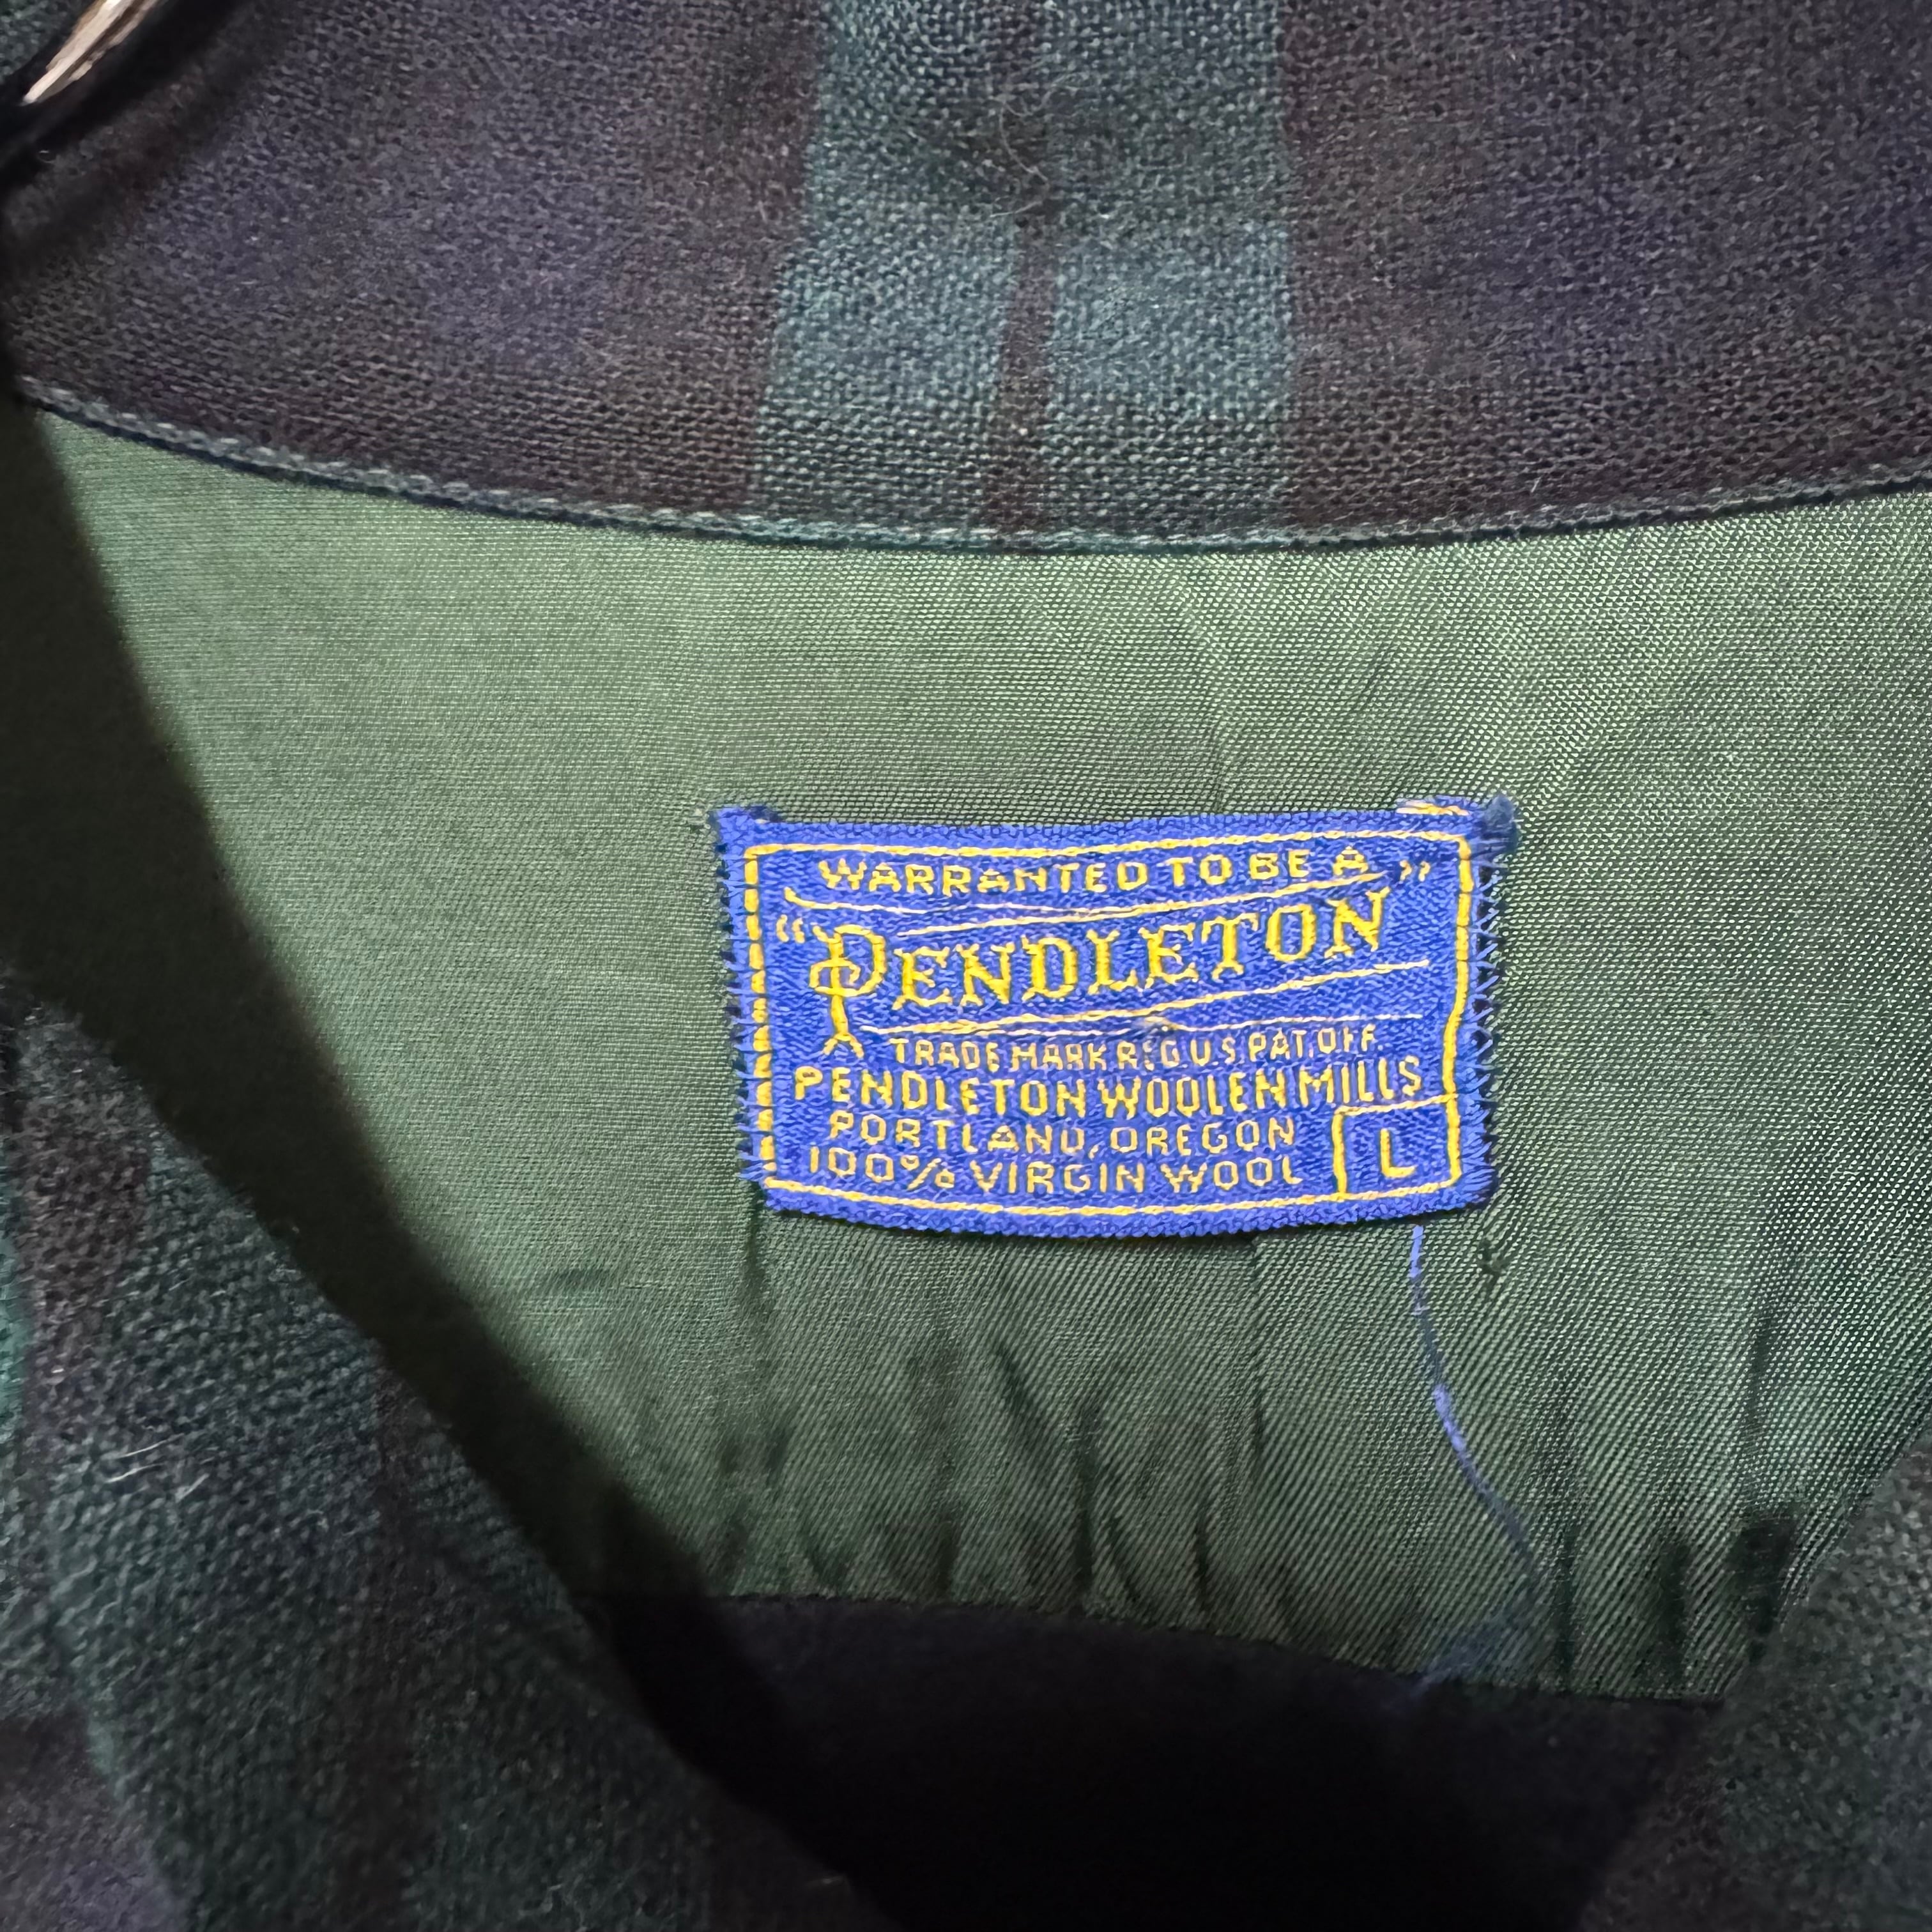 WARRANTED TO BE A
"PENDLETON"
TRADE MARK REG. U.S. PAT. OFF.
PENDLETON WOOLEN MILLS
PORTLAND, OREGON
100% VIRGIN WOOL
L